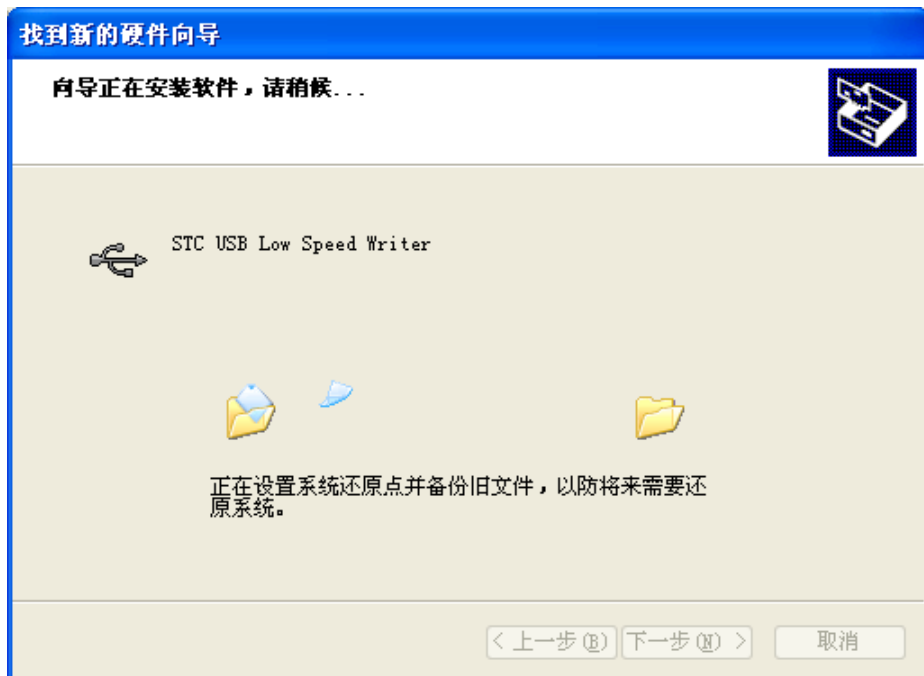 找到新的硬件向导
向导正在安装软件，请稍候...
STC USB Low Speed Writer
正在设置系统还原点并备份旧文件，以防将来需要还
原系统。
< 上一步(B)
下一步(N) >
取消